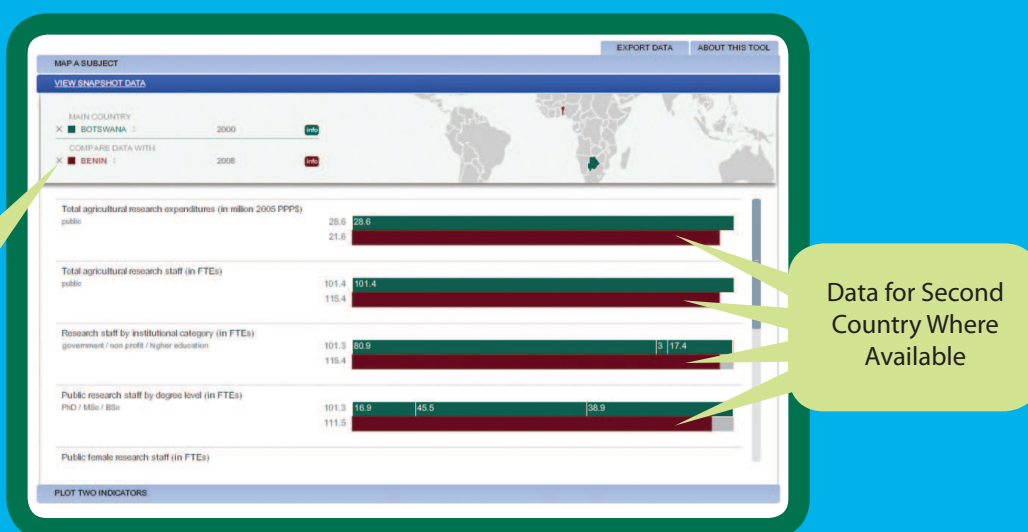 EXPORT DATA
ABOUT THIS TOOL
MAP A SUBJECT
VIEW SNAPSHOT DATA
MAIN COUNTRY
× BOTSWANA 2000 info
COMPARE DATA WITH
× BENIN 2008 info
Total agricultural research expenditures (in million 2005 PPP$)
public
28.6 28.6
21.6
Total agricultural research staff (in FTEs)
public
101.4 101.4
115.4
Research staff by institutional category (in FTEs)
government / non profit / higher education
101.3 80.9 3 17.4
115.4
Public research staff by degree level (in FTEs)
PhD / MSc / BSc
101.3 16.9 45.5 38.9
111.5
Public female research staff (in FTEs)
PLOT TWO INDICATORS
Data for Second
Country Where
Available